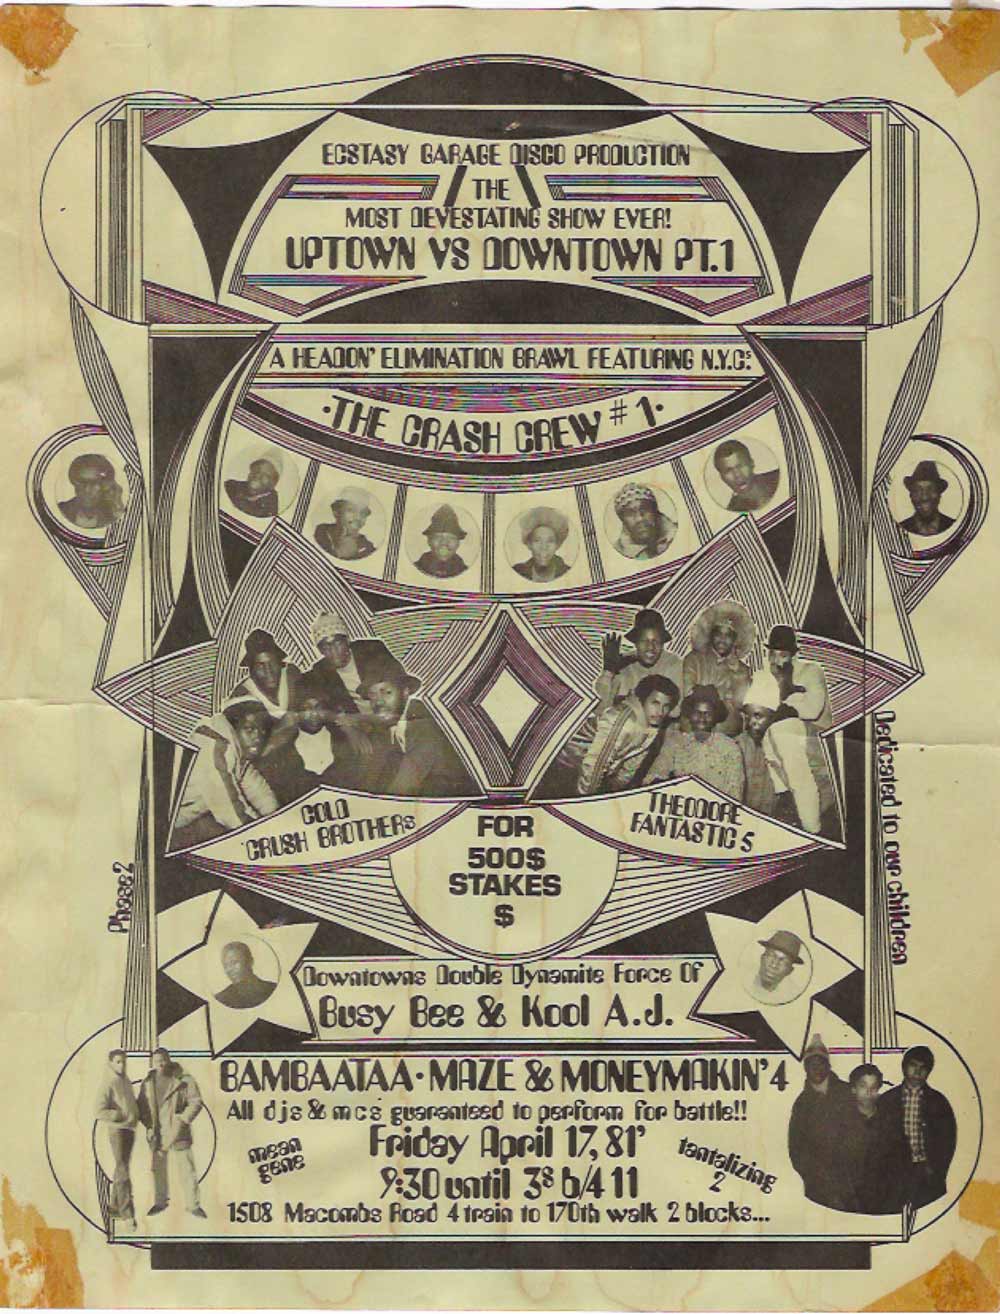 ECSTASY GARAGE DISCO PRODUCTION
THE
MOST DEVESTATING SHOW EVER!
UPTOWN VS DOWNTOWN PT.1
A HEADON' ELIMINATION BRAWL FEATURING N.Y.Cs
·THE CRASH CREW #1·
COLD
CRUSH BROTHERs
THEODORE
FANTASTIC 5
FOR
500$
STAKES
$
Phase2
Dedicated to our children
Downtowns Double Dynamite Force Of
Busy Bee & Kool A.J.
BAMBAATAA·MAZE & MONEYMAKIN'4
All djs & mcs guaranteed to perform for battle!!
mean
gene
Friday April 17, 81'
tantalizing
2
9:30 until 3$ b/4 11
1508 Macombs Road 4 train to 170th walk 2 blocks...